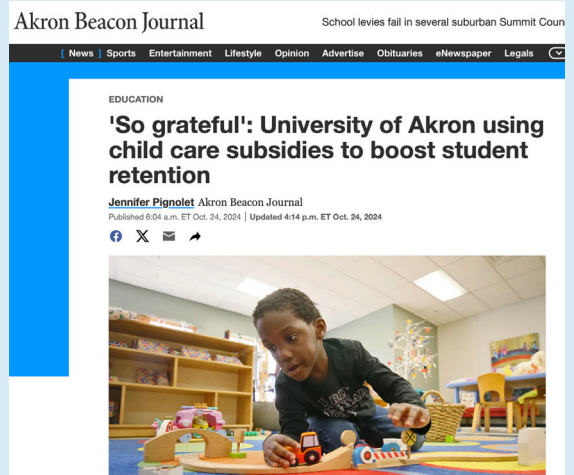 Akron Beacon Journal
School levies fail in several suburban Summit Coun
[ News ] Sports Entertainment Lifestyle Opinion Advertise Obituaries eNewspaper Legals
EDUCATION
'So grateful': University of Akron using
child care subsidies to boost student
retention
Jennifer Pignolet Akron Beacon Journal
Published 6:04 a.m. ET Oct. 24, 2024 | Updated 4:14 p.m. ET Oct. 24, 2024